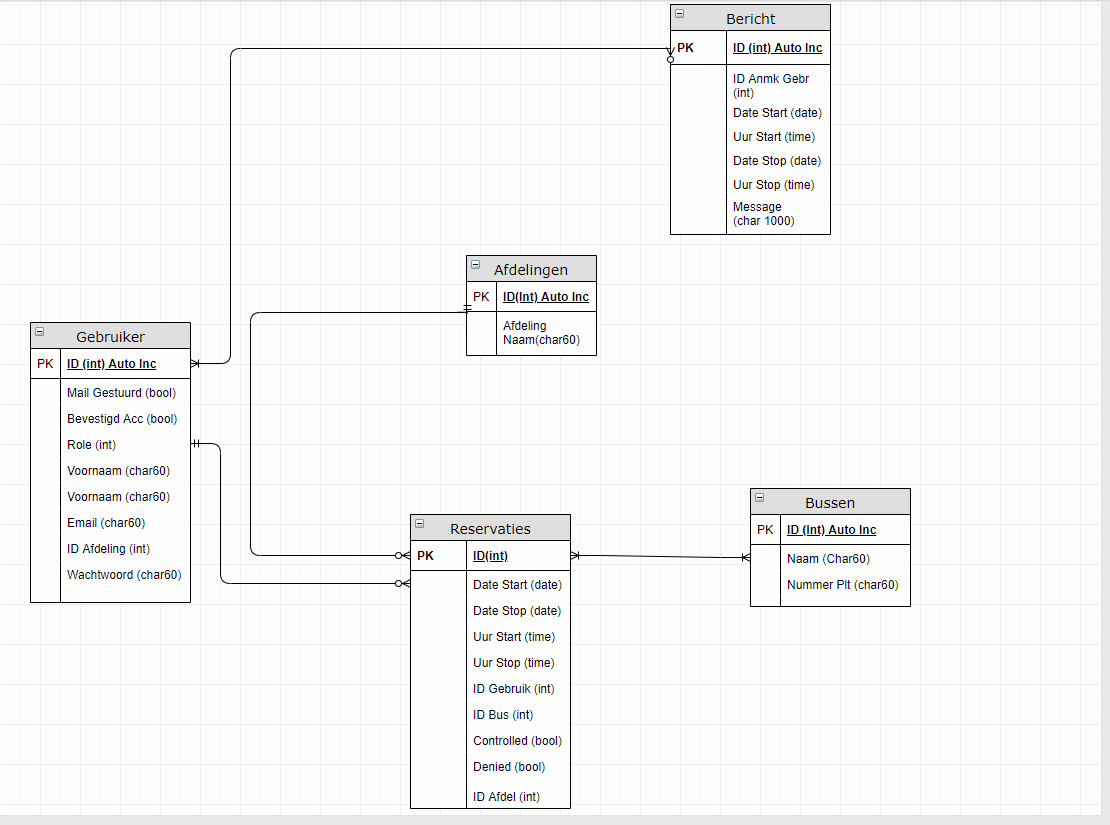 Bericht
PK ID (int) Auto Inc
ID Anmk Gebr
(int)
Date Start (date)
Uur Start (time)
Date Stop (date)
Uur Stop (time)
Message
(char 1000)
Afdelingen
PK ID(Int) Auto Inc
Afdeling
Naam(char60)
Gebruiker
PK ID (int) Auto Inc
Mail Gestuurd (bool)
Bevestigd Acc (bool)
Role (int)
Voornaam (char60)
Voornaam (char60)
Email (char60)
ID Afdeling (int)
Wachtwoord (char60)
Reservaties
PK ID(int)
Date Start (date)
Date Stop (date)
Uur Start (time)
Uur Stop (time)
ID Gebruik (int)
ID Bus (int)
Controlled (bool)
Denied (bool)
ID Afdel (int)
Bussen
PK ID (Int) Auto Inc
Naam (Char60)
Nummer Plt (char60)